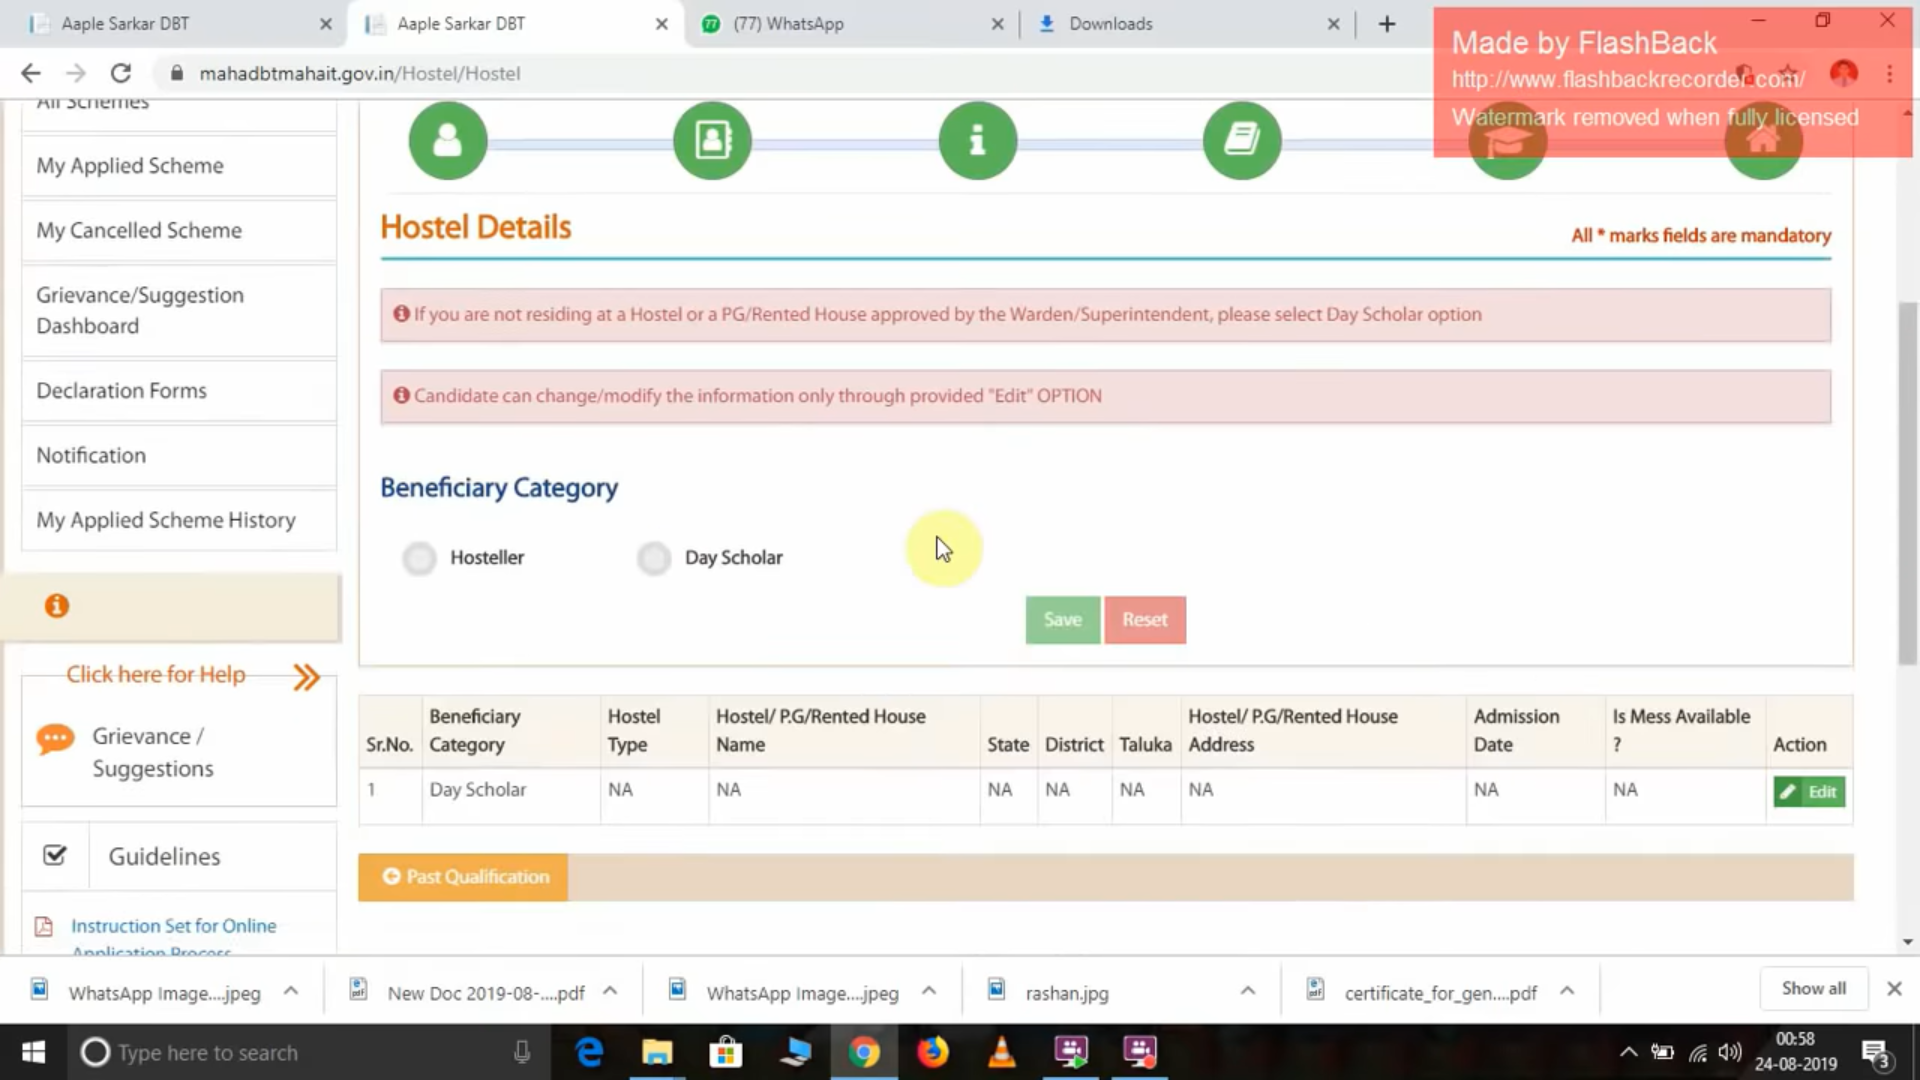 Aaple Sarkar DBT
Aaple Sarkar DBT
(77) WhatsApp
Downloads
Made by FlashBack
http://www.flashbackrecorder.com/
Watermark removed when fully licensed
mahadbtmahait.gov.in/Hostel/Hostel
All Schemes
My Applied Scheme
My Cancelled Scheme
Grievance/Suggestion
Dashboard
Declaration Forms
Notification
My Applied Scheme History
Click here for Help
Grievance /
Suggestions
Guidelines
Instruction Set for Online
Application Process
Hostel Details
All * marks fields are mandatory
If you are not residing at a Hostel or a PG/Rented House approved by the Warden/Superintendent, please select Day Scholar option
Candidate can change/modify the information only through provided "Edit" OPTION
Beneficiary Category
Hosteller
Day Scholar
Save
Reset
Sr.No. Beneficiary Category Hostel Type Hostel/ P.G/Rented House Name State District Taluka Hostel/ P.G/Rented House Address Admission Date Is Mess Available ? Action
1 Day Scholar NA NA NA NA NA NA NA NA Edit
Past Qualification
WhatsApp Image....jpeg
New Doc 2019-08-....pdf
WhatsApp Image....jpeg
rashan.jpg
certificate_for_gen....pdf
Show all
Type here to search
00:58
24-08-2019
3